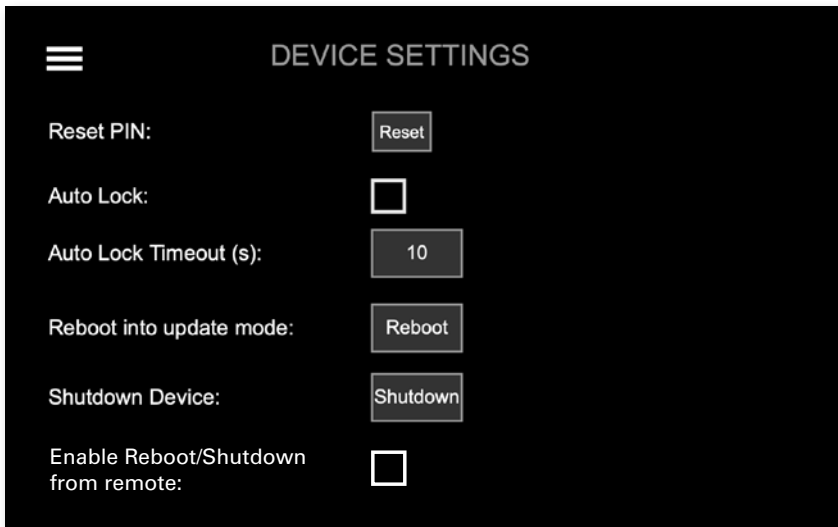 DEVICE SETTINGS
Reset PIN: Reset
Auto Lock:
Auto Lock Timeout (s): 10
Reboot into update mode: Reboot
Shutdown Device: Shutdown
Enable Reboot/Shutdown
from remote: